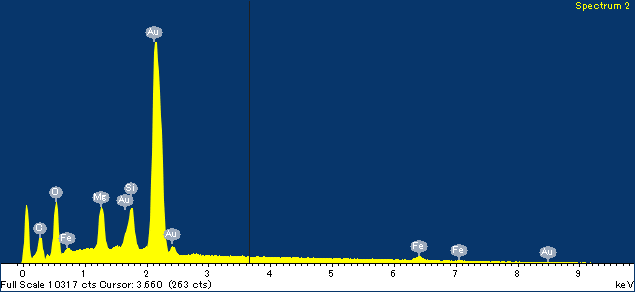 Spectrum 2
Au
O
Mg
Si
Au
C
Fe
Au
Fe
Fe
Au
0 1 2 3 4 5 6 7 8 9
Full Scale 10317 cts Cursor: 3.660 (263 cts) keV